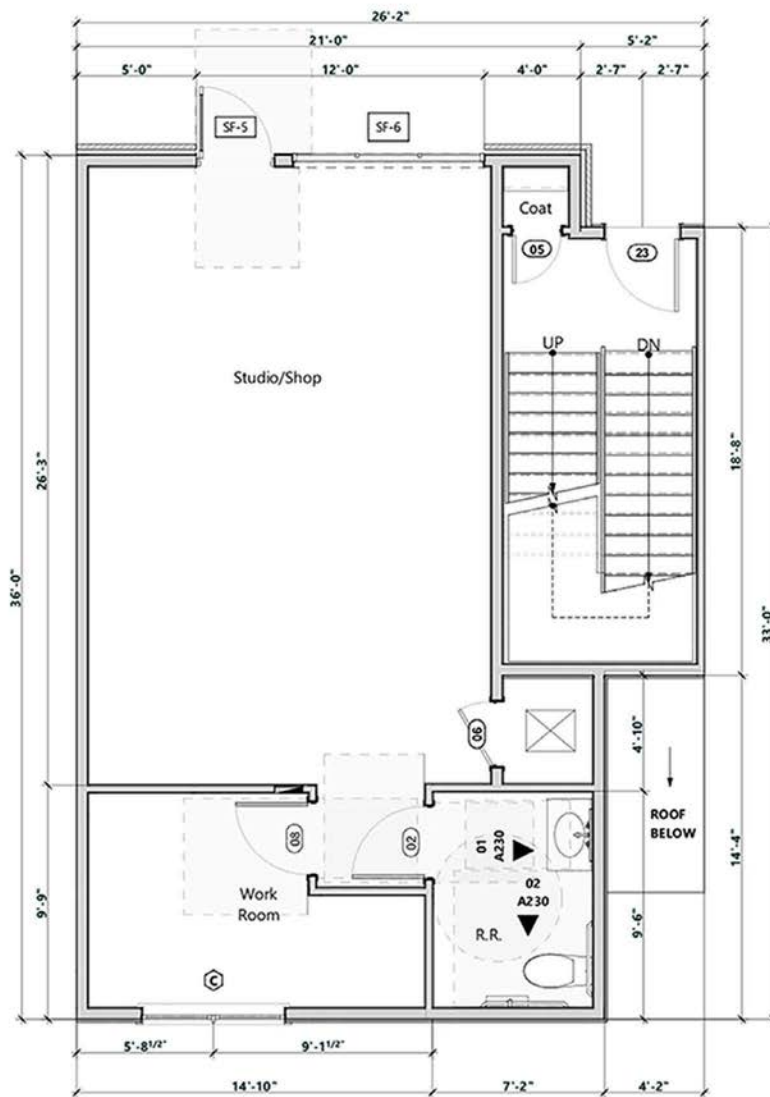 26'-2"
21'-0"
5'-2"
5'-0"
12'-0"
4'-0"
2'-7"
2'-7"
SF-5
SF-6
Coat
05
23
UP
DN
Studio/Shop
26'-3"
36'-0"
18'-8"
33'-0"
06
4'-10"
ROOF
BELOW
14'-4"
08
02
01
A230
02
A230
Work
Room
R.R.
9'-9"
9'-6"
C
5'-8 1/2"
9'-1 1/2"
14'-10"
7'-2"
4'-2"